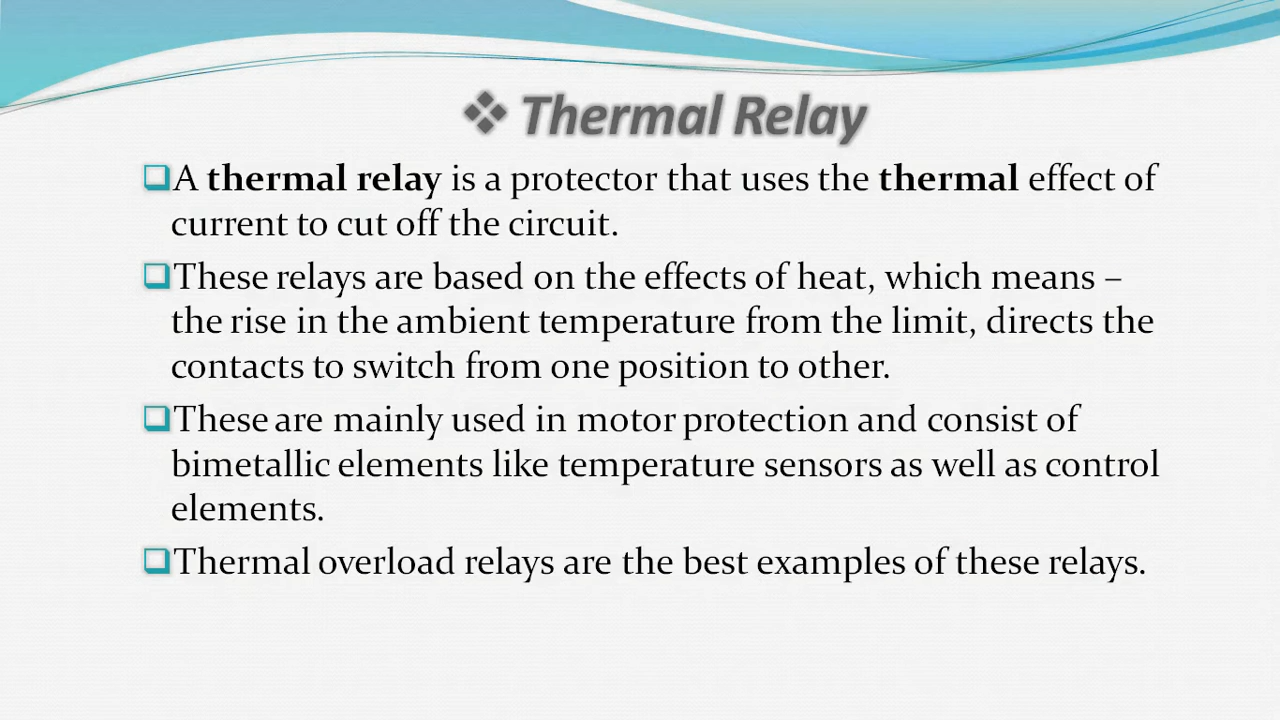 ❖ Thermal Relay
❑A thermal relay is a protector that uses the thermal effect of
current to cut off the circuit.
❑These relays are based on the effects of heat, which means –
the rise in the ambient temperature from the limit, directs the
contacts to switch from one position to other.
❑These are mainly used in motor protection and consist of
bimetallic elements like temperature sensors as well as control
elements.
❑Thermal overload relays are the best examples of these relays.